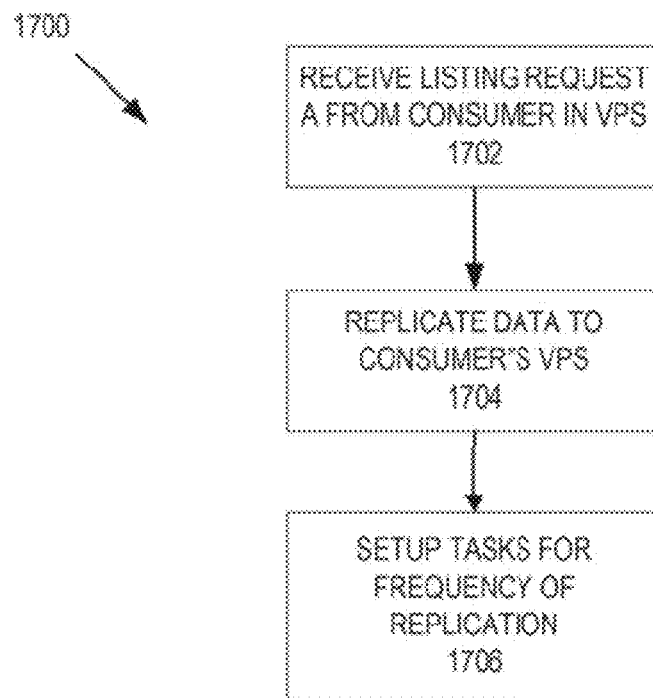 1700
RECEIVE LISTING REQUEST
A FROM CONSUMER IN VPS
1702
REPLICATE DATA TO
CONSUMER"S VPS
1704
SETUP TASKS FOR
FREQUENCY OF
REPLICATION
1706